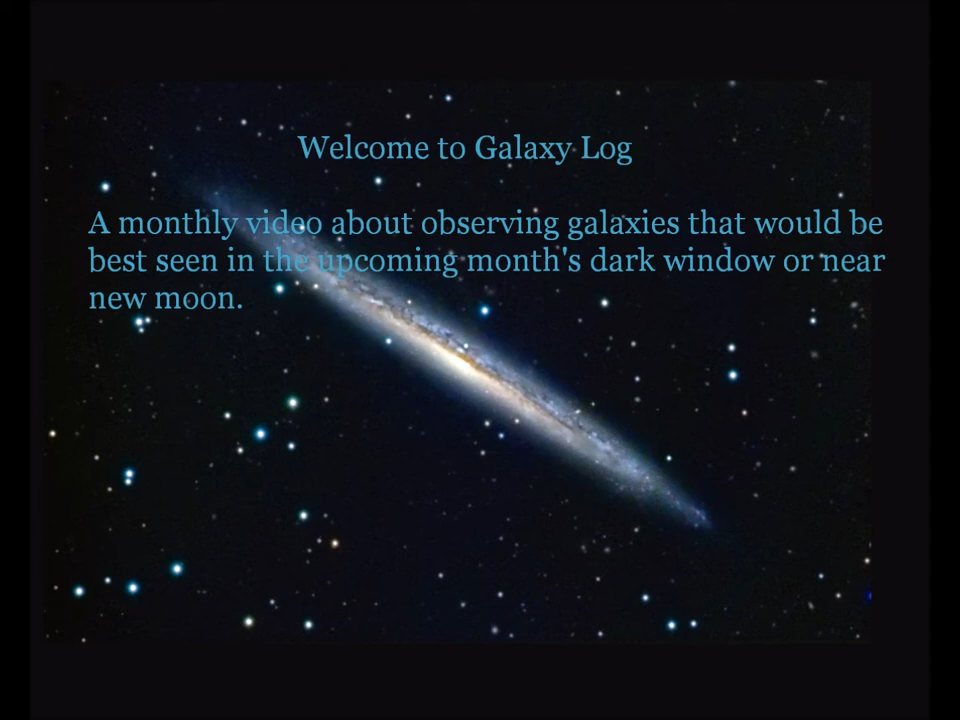 Welcome to Galaxy Log
A monthly video about observing galaxies that would be
best seen in the upcoming month's dark window or near
new moon.